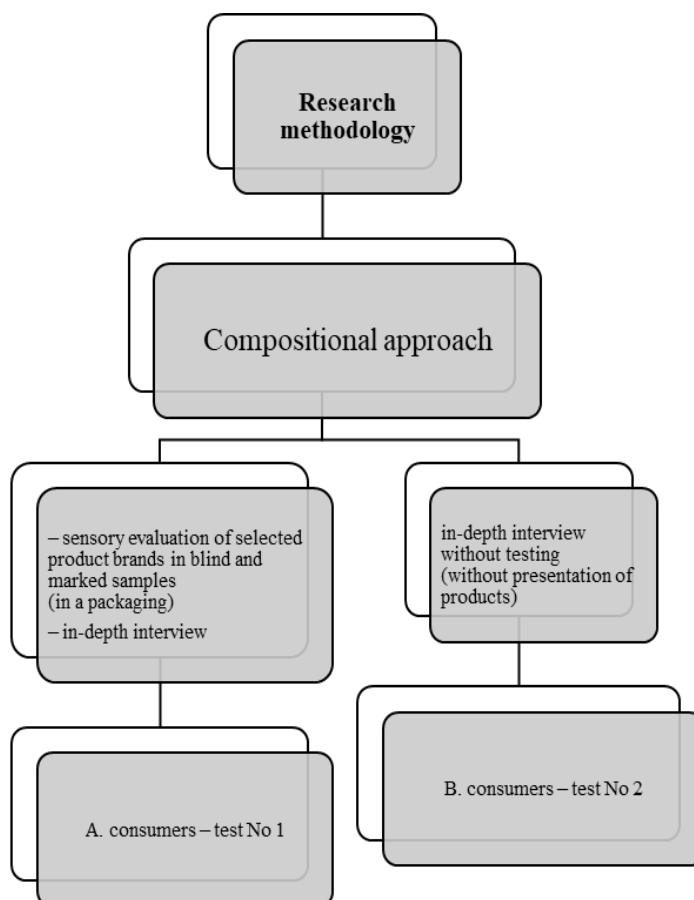 Research
methodology
Compositional approach
– sensory evaluation of selected
product brands in blind and
marked samples
(in a packaging)
– in-depth interview
in-depth interview
without testing
(without presentation of
products)
A. consumers – test No 1
B. consumers – test No 2